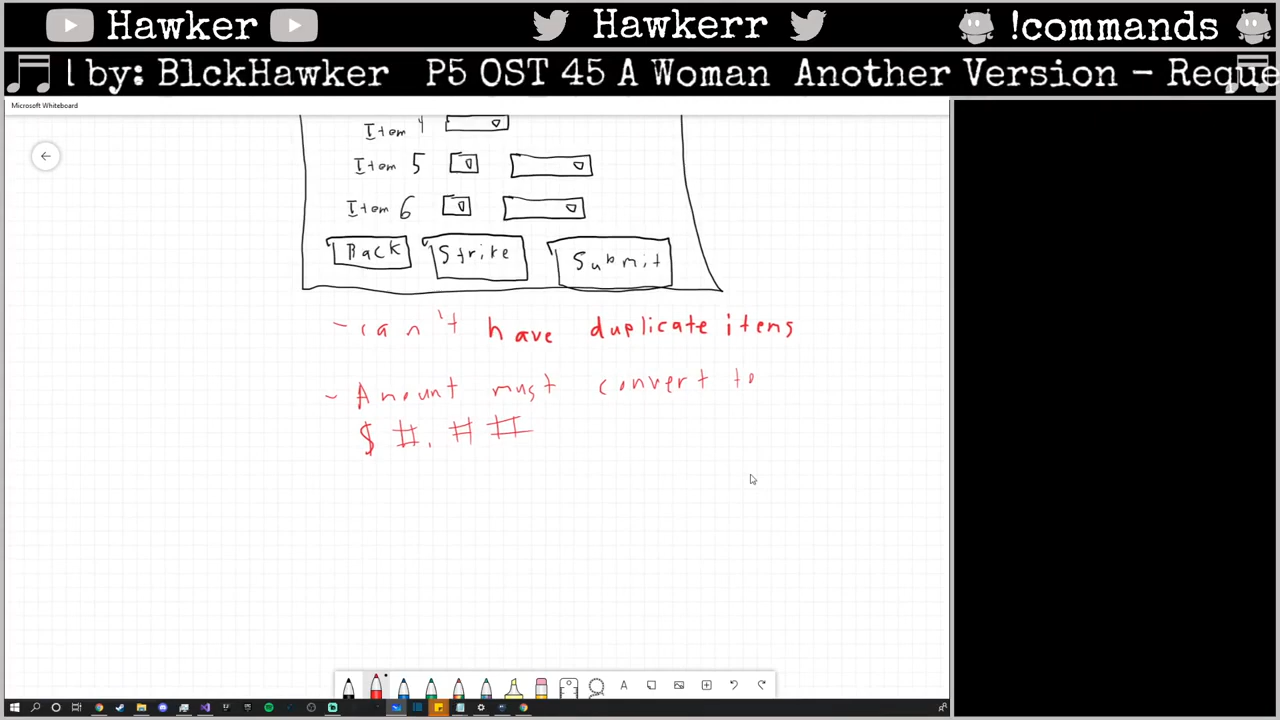 Hawker
Hawkerr
!commands
l by: BlckHawker P5 OST 45 A Woman Another Version - Reque
Microsoft Whiteboard
Item 4
Item 5
Item 6
Back
Strike
Submit
- can't have duplicate items
- Amount must convert to
$ #. # #